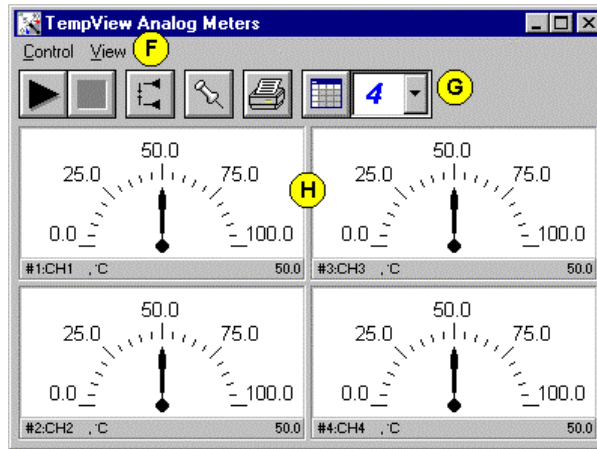 TempView Analog Meters
Control View F
4 G
50.0 50.0
25.0 75.0 H 25.0 75.0
0.0 100.0 0.0 100.0
#1:CH1 , °C 50.0 #3:CH3 , °C 50.0
50.0 50.0
25.0 75.0 25.0 75.0
0.0 100.0 0.0 100.0
#2:CH2 , °C 50.0 #4:CH4 , °C 50.0